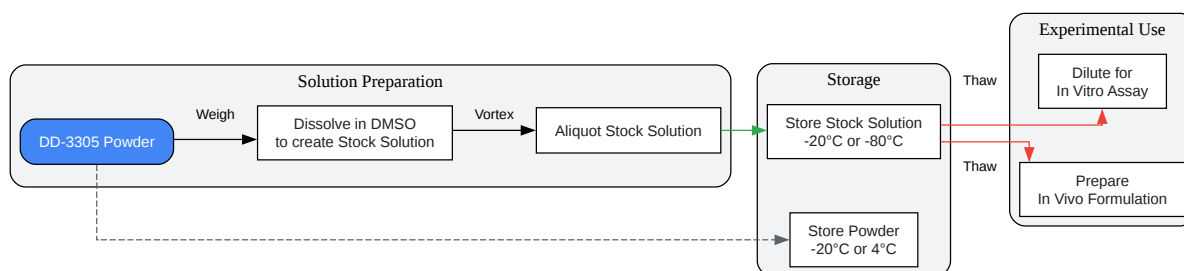 Solution Preparation
DD-3305 Powder
Weigh
Dissolve in DMSO
to create Stock Solution
Vortex
Aliquot Stock Solution
Storage
Store Stock Solution
-20°C or -80°C
Store Powder
-20°C or 4°C
Thaw
Thaw
Experimental Use
Dilute for
In Vitro Assay
Prepare
In Vivo Formulation